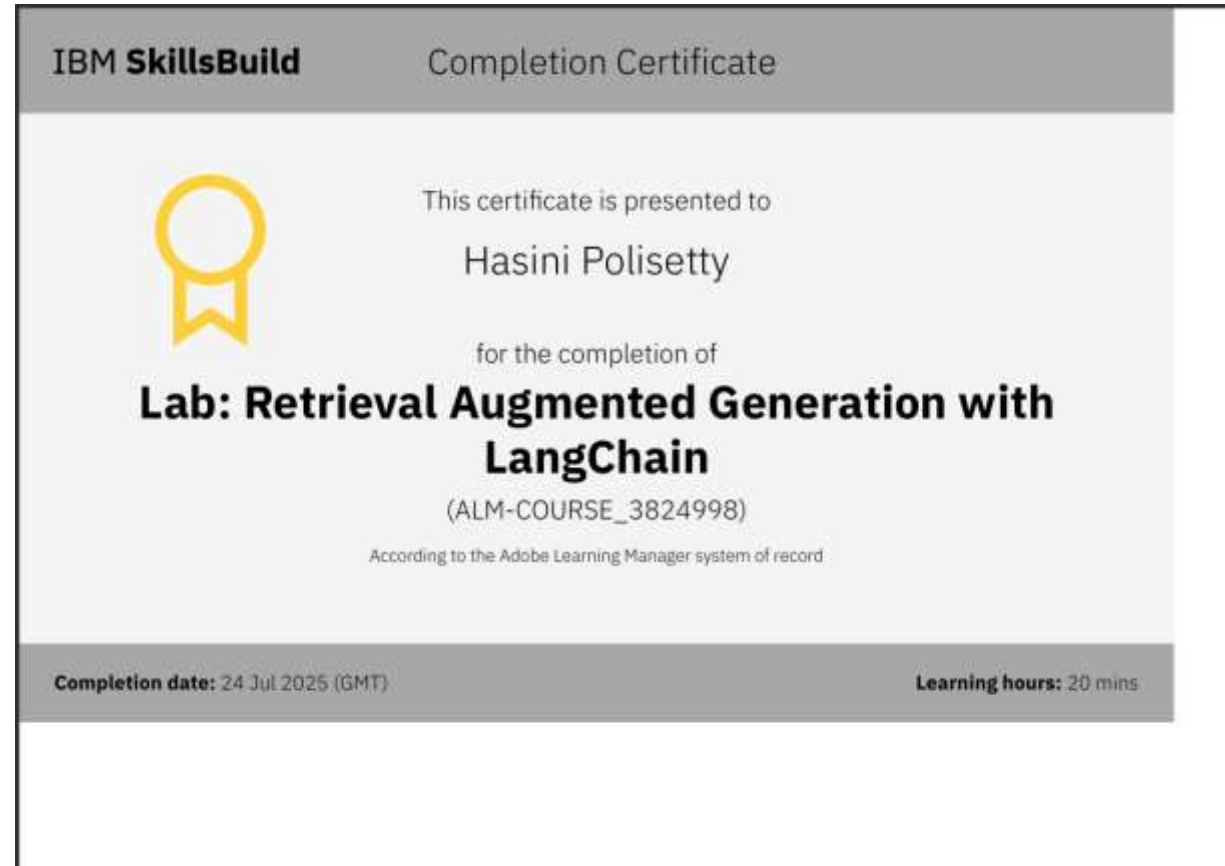 IBM SkillsBuild Completion Certificate
This certificate is presented to
Hasini Polisetty
for the completion of
Lab: Retrieval Augmented Generation with
LangChain
(ALM-COURSE_3824998)
According to the Adobe Learning Manager system of record
Completion date: 24 Jul 2025 (GMT) Learning hours: 20 mins